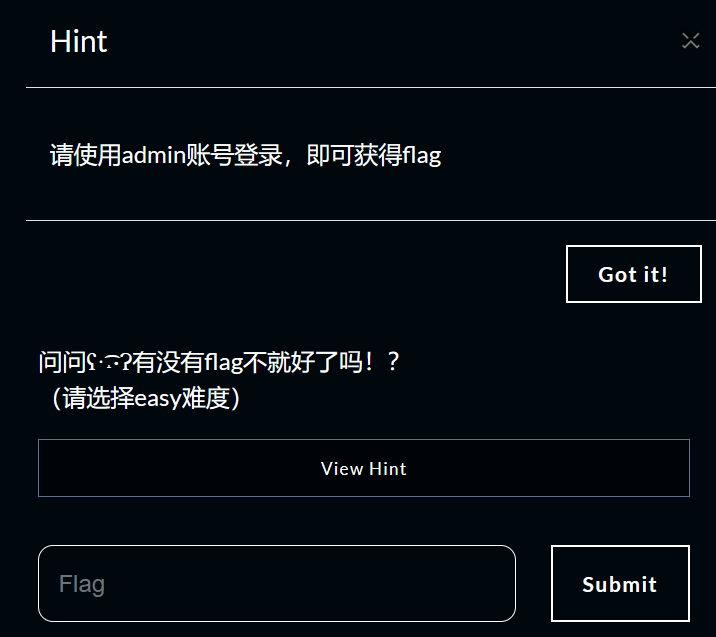 Hint
请使用admin账号登录，即可获得flag
Got it!
问问ʕ·͡·ʔ有没有flag不就好了吗！？
（请选择easy难度）
View Hint
Flag
Submit